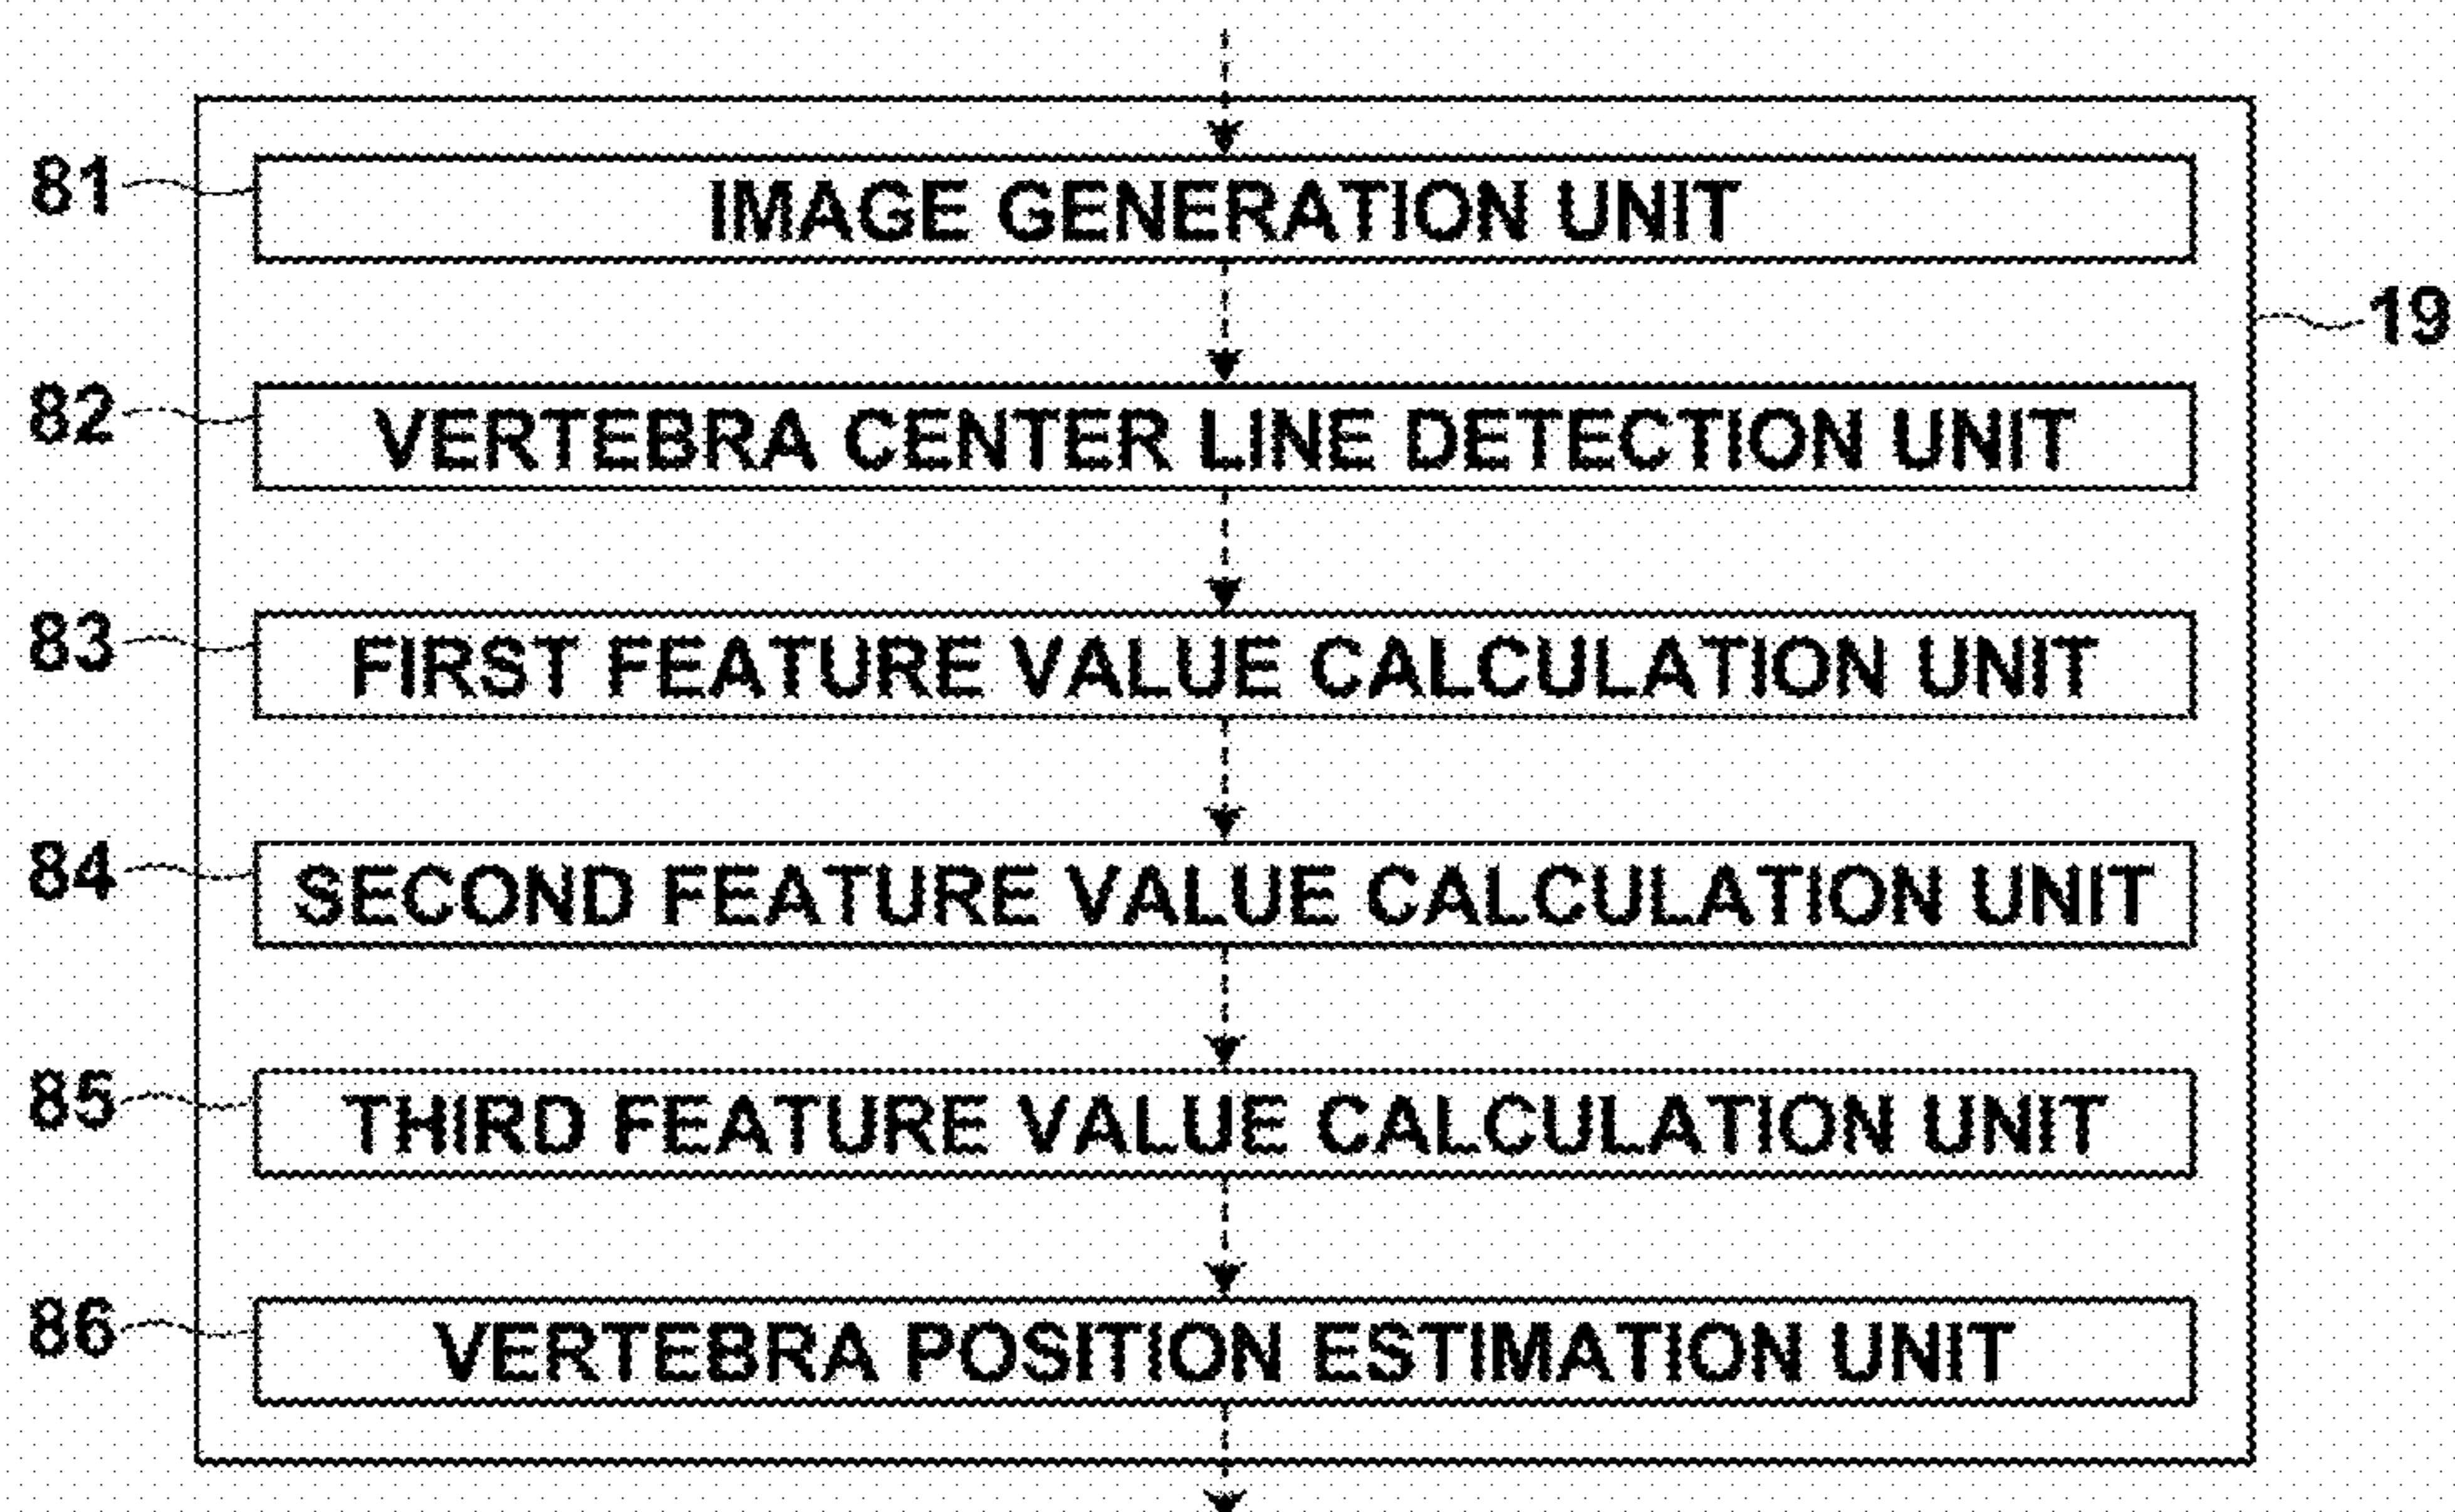 81 IMAGE GENERATION UNIT
19
82 VERTEBRA CENTER LINE DETECTION UNIT
83 FIRST FEATURE VALUE CALCULATION UNIT
84 SECOND FEATURE VALUE CALCULATION UNIT
85 THIRD FEATURE VALUE CALCULATION UNIT
86 VERTEBRA POSITION ESTIMATION UNIT